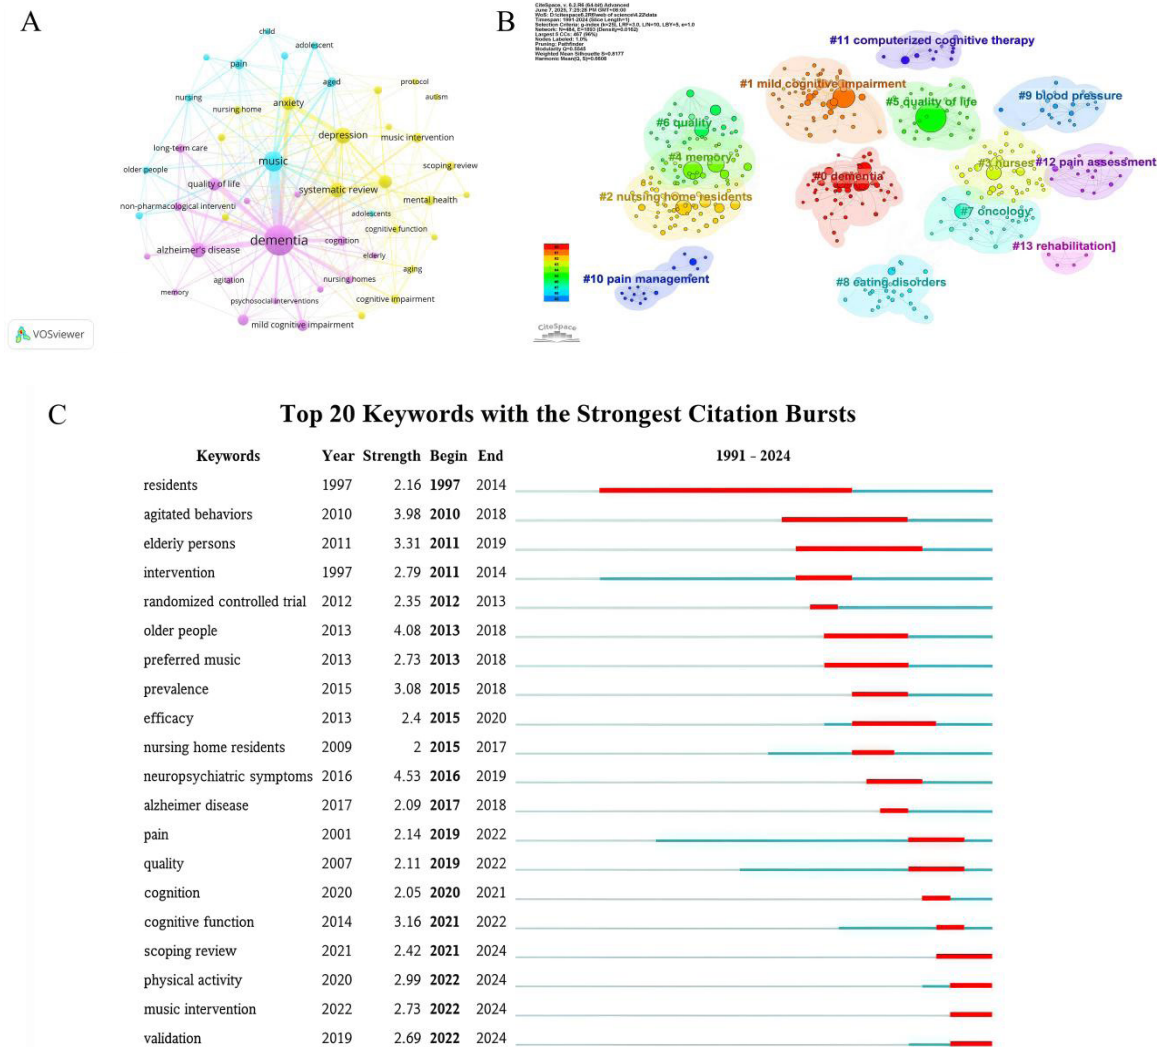 A
child
adolescent
pain
aged
protocol
nursing
anxiety
autism
nursing home
depression
music intervention
long-term care
music
scoping review
older people
quality of life
systematic review
mental health
non-pharmacological interventi
adolescents
cognitive function
dementia
cognition
alzheimer's disease
elderly
aging
agitation
nursing homes
memory
psychosocial interventions
cognitive impairment
mild cognitive impairment
VOSviewer
B
CiteSpace, v. 6.2.R6 (64-bit) Advanced
#11 computerized cognitive therapy
#1 mild cognitive impairment
#5 quality of life
#9 blood pressure
#6 quality
#4 memory
#3 nurses
#12 pain assessment
#0 dementia
#2 nutsing home residents
#7 oncology
#13 rehabilitation]
#10 pain management
#8 eating disorders
CiteSpace
C
Top 20 Keywords with the Strongest Citation Bursts
Keywords Year Strength Begin End 1991 - 2024
residents 1997 2.16 1997 2014
agitated behaviors 2010 3.98 2010 2018
elderly persons 2011 3.31 2011 2019
intervention 1997 2.79 2011 2014
randomized controlled trial 2012 2.35 2012 2013
older people 2013 4.08 2013 2018
preferred music 2013 2.73 2013 2018
prevalence 2015 3.08 2015 2018
efficacy 2013 2.4 2015 2020
nursing home residents 2009 2 2015 2017
neuropsychiatric symptoms 2016 4.53 2016 2019
alzheimer disease 2017 2.09 2017 2018
pain 2001 2.14 2019 2022
quality 2007 2.11 2019 2022
cognition 2020 2.05 2020 2021
cognitive function 2014 3.16 2021 2022
scoping review 2021 2.42 2021 2024
physical activity 2020 2.99 2022 2024
music intervention 2022 2.73 2022 2024
validation 2019 2.69 2022 2024